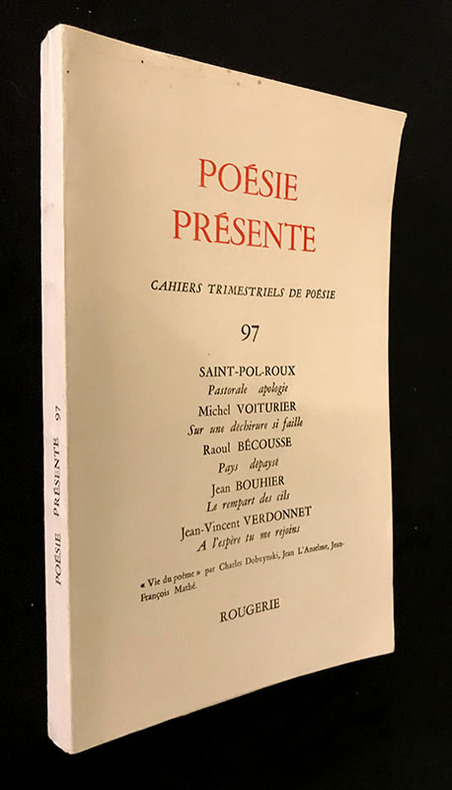 POÉSIE
PRÉSENTE
CAHIERS TRIMESTRIELS DE POÉSIE
97
SAINT-POL-ROUX
Pastorale apologie
Michel VOITURIER
Sur une déchirure si faille
Raoul BÉCOUSSE
Pays dépaysé
Jean BOUHIER
Le rempart des cils
Jean-Vincent VERDONNET
A l'espère tu me rejoins
« Vie du poème » par Charles Dobzynski, Jean L'Anselme, Jean-
François Mathé.
ROUGERIE
POÉSIE PRÉSENTE 97